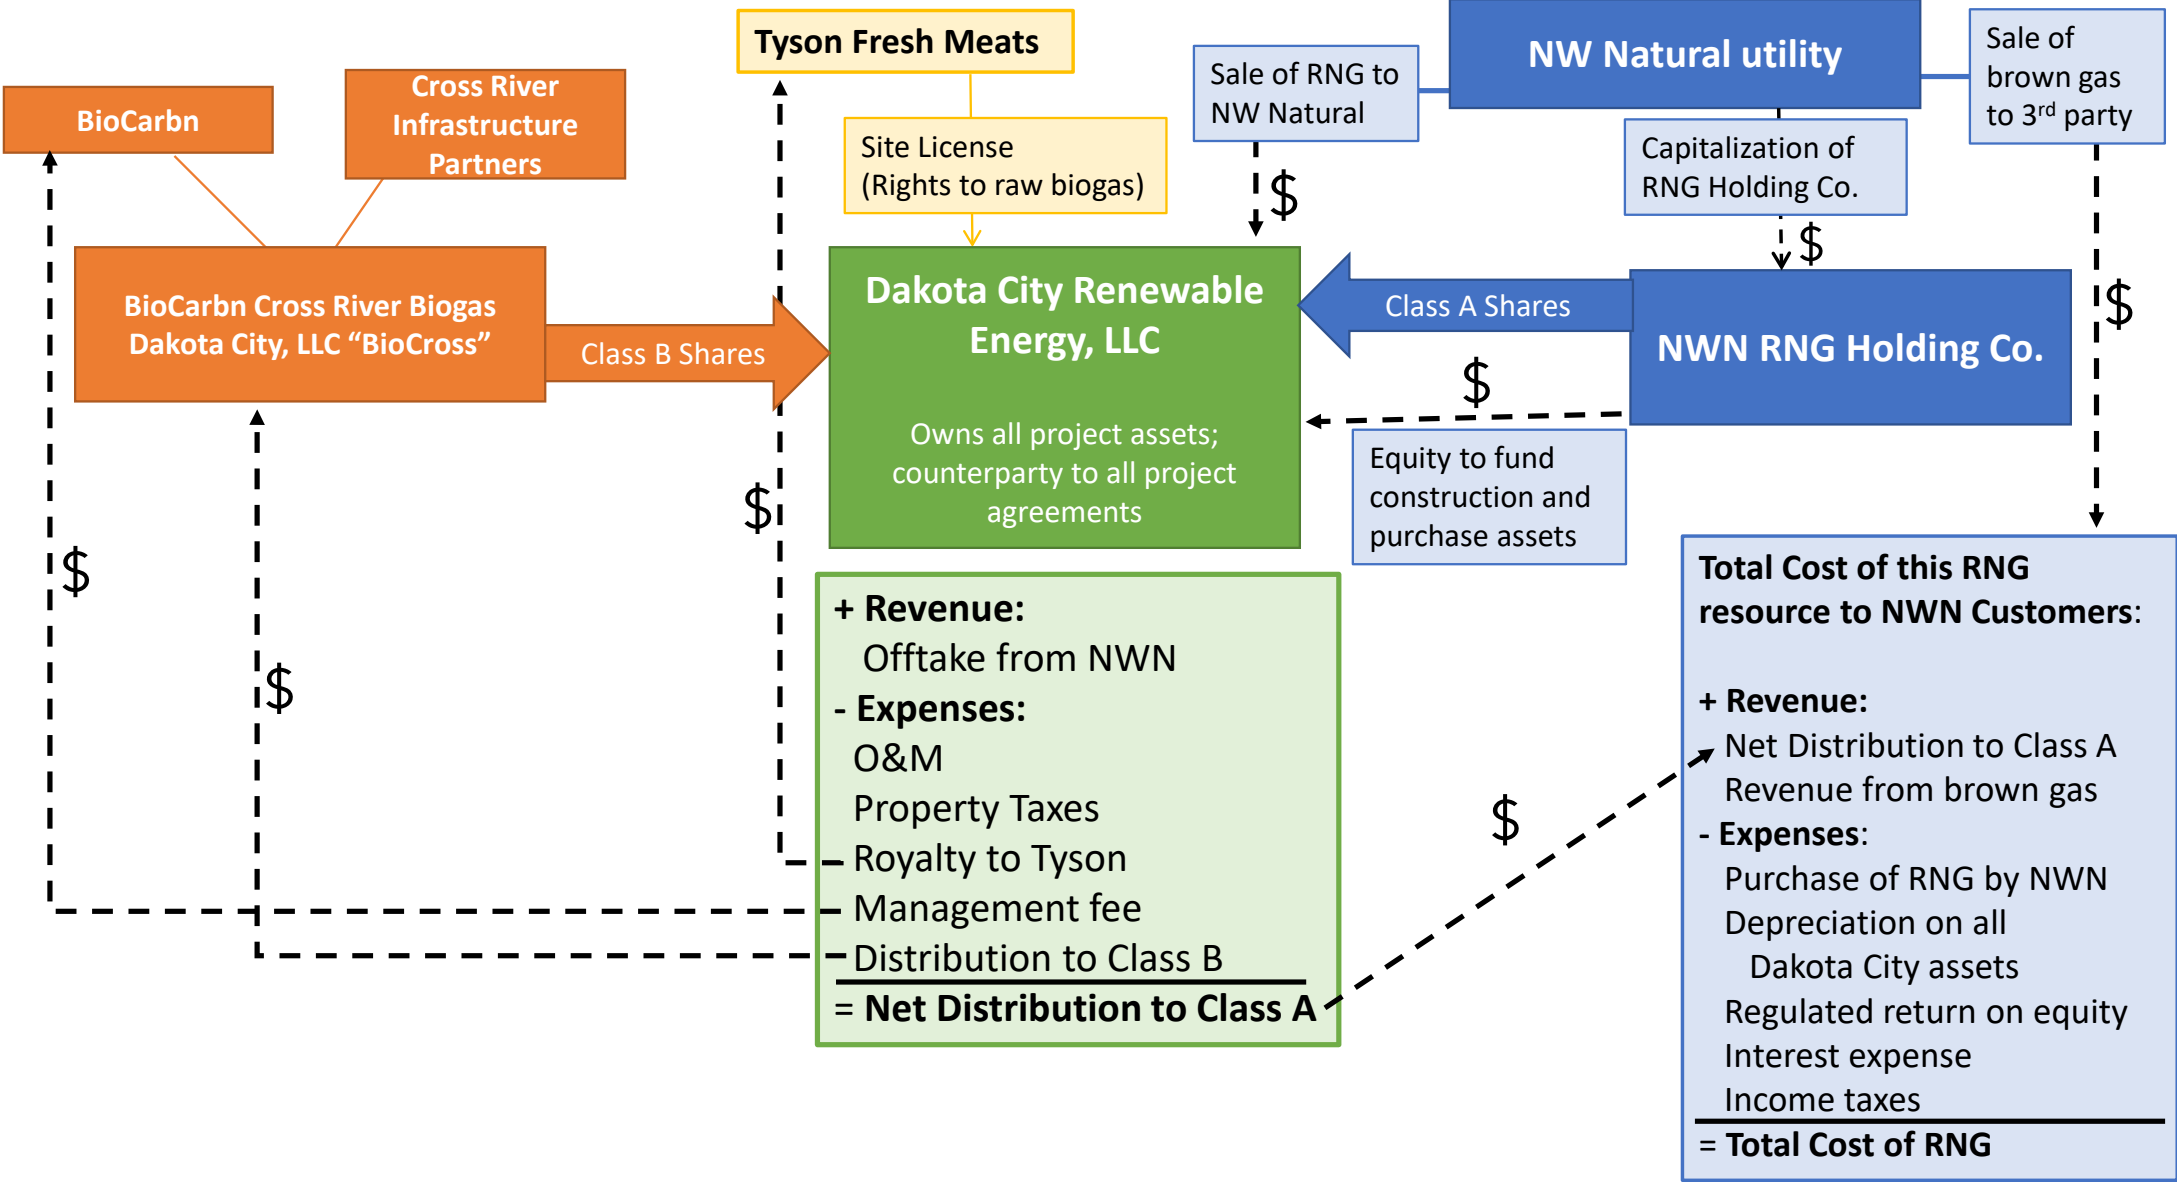 Tyson Fresh Meats
NW Natural utility
Sale of
brown gas
to 3rd party
Sale of RNG to
NW Natural
BioCarbn
Cross River
Infrastructure
Partners
Site License
(Rights to raw biogas)
Capitalization of
RNG Holding Co.
$
$
$
BioCarbn Cross River Biogas
Dakota City, LLC “BioCross”
Class B Shares
Dakota City Renewable
Energy, LLC
Owns all project assets;
counterparty to all project
agreements
Class A Shares
NWN RNG Holding Co.
$
Equity to fund
construction and
purchase assets
$
$
$
+ Revenue:
Offtake from NWN
- Expenses:
O&M
Property Taxes
Royalty to Tyson
Management fee
Distribution to Class B
= Net Distribution to Class A
$
Total Cost of this RNG
resource to NWN Customers:
+ Revenue:
Net Distribution to Class A
Revenue from brown gas
- Expenses:
Purchase of RNG by NWN
Depreciation on all
Dakota City assets
Regulated return on equity
Interest expense
Income taxes
= Total Cost of RNG